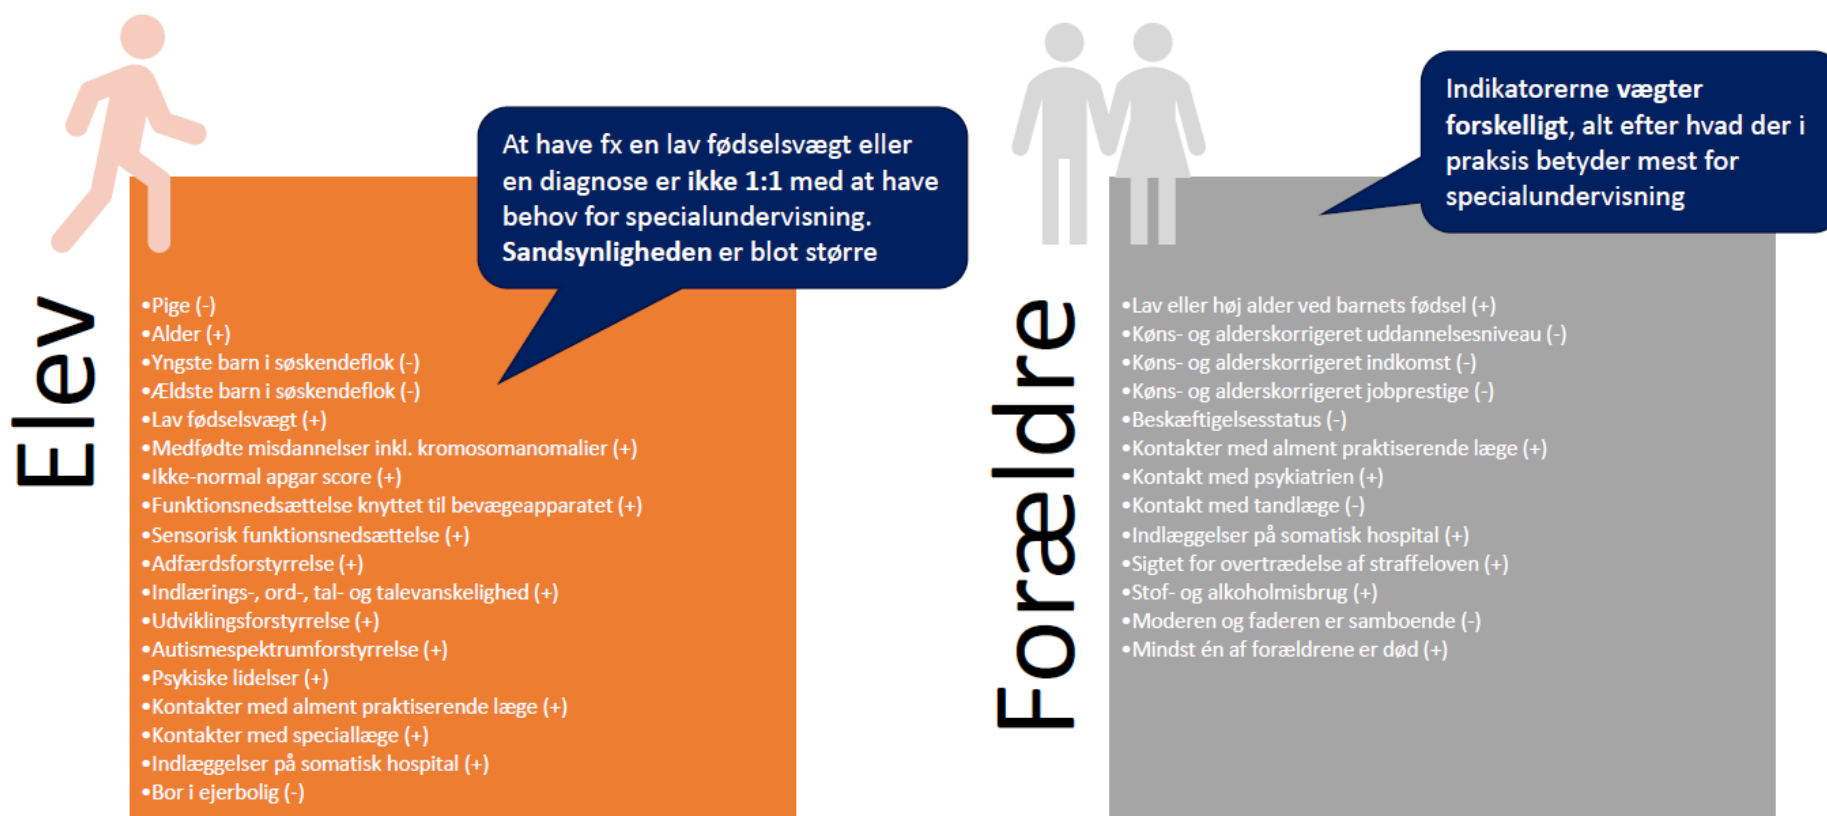 Elev
At have fx en lav fødselsvægt eller
en diagnose er ikke 1:1 med at have
behov for specialundervisning.
Sandsynligheden er blot større
•Pige (-)
•Alder (+)
•Yngste barn i søskendeflok (-)
•Ældste barn i søskendeflok (-)
•Lav fødselsvægt (+)
•Medfødte misdannelser inkl. kromosomanomalier (+)
•Ikke-normal apgar score (+)
•Funktionsnedsættelse knyttet til bevægeapparatet (+)
•Sensorisk funktionsnedsættelse (+)
•Adfærdsforstyrrelse (+)
•Indlærings-, ord-, tal- og talevanskelighed (+)
•Udviklingsforstyrrelse (+)
•Autismespektrumforstyrrelse (+)
•Psykiske lidelser (+)
•Kontakter med alment praktiserende læge (+)
•Kontakter med speciallæge (+)
•Indlæggelser på somatisk hospital (+)
•Bor i ejerbolig (-)
Forældre
Indikatorerne vægter
forskelligt, alt efter hvad der i
praksis betyder mest for
specialundervisning
•Lav eller høj alder ved barnets fødsel (+)
•Køns- og alderskorrigeret uddannelsesniveau (-)
•Køns- og alderskorrigeret indkomst (-)
•Køns- og alderskorrigeret jobprestige (-)
•Beskæftigelsesstatus (-)
•Kontakter med alment praktiserende læge (+)
•Kontakt med psykiatrien (+)
•Kontakt med tandlæge (-)
•Indlæggelser på somatisk hospital (+)
•Sigtet for overtrædelse af straffeloven (+)
•Stof- og alkoholmisbrug (+)
•Moderen og faderen er samboende (-)
•Mindst én af forældrene er død (+)